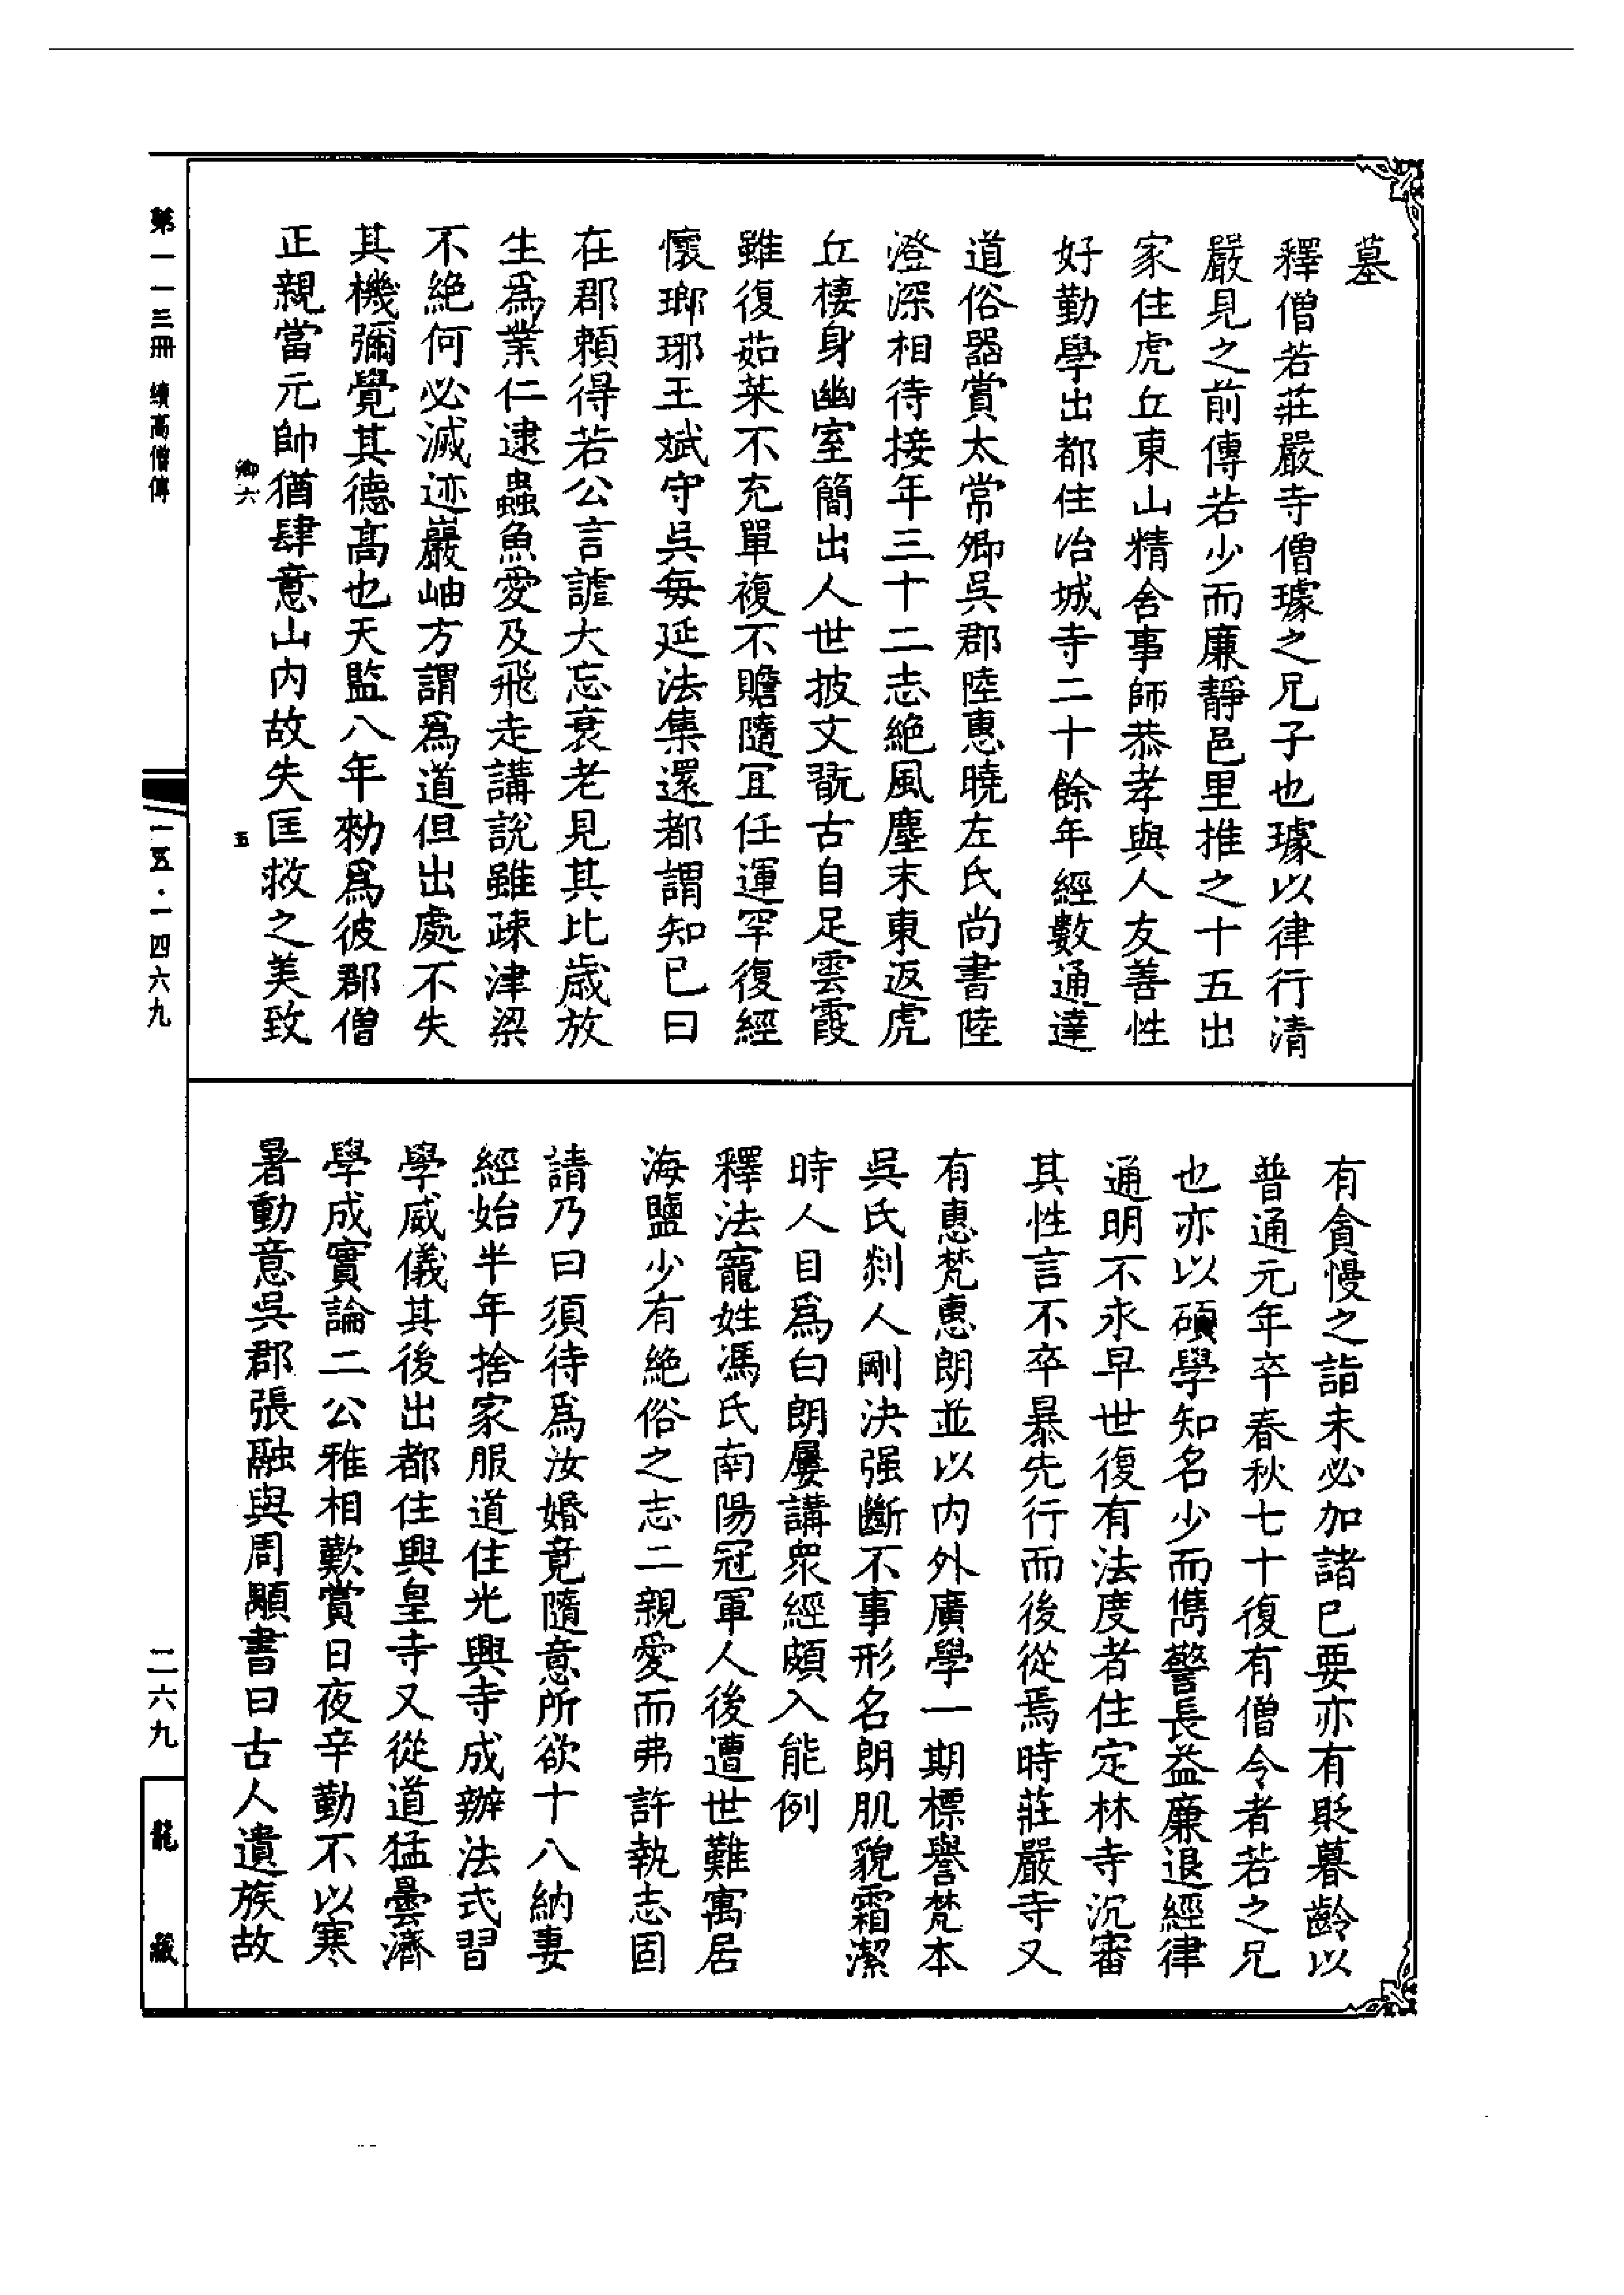 墓
釋僧若莊嚴寺僧璩之兄子也璩以律行清
嚴見之前傳若少而廉靜邑里推之十五出
家住虎丘東山精舍事師恭孝與人友善性
好勤學出都住冶城寺二十餘年經數通達
道俗器賞太常卿吳郡陸惠曉左氏尚書陸
澄深相待接年三十二志絶風塵末東返虎
丘棲身幽室簡出人世披文翫古自足雲霞
雖復茹菜不充單複不贍隨宜任運罕復經
懷瑯琊王斌守吳每延法集還都謂知已曰
在郡賴得若公言謔大忘衰老見其比歳放
生爲業仁逮蟲魚愛及飛走講說雖疎津梁
不絶何必滅迹巖岫方謂爲道但出處不失
其機彌覺其德高也天監八年勑爲彼郡僧
正親當元帥猶肆意山內故失匡救之美致
卿六
五
有貪慢之詣未必加諸已要亦有貶暮齡以
普通元年卒春秋七十復有僧令者若之兄
也亦以碩學知名少而儁警長益廉退經律
通明不永早世復有法度者住定林寺沉審
其性言不卒暴先行而後從焉時莊嚴寺又
有惠梵惠朗並以内外廣學一期標譽梵本
吳氏剡人剛決强斷不事形名朗肌貌霜潔
時人目爲白朗屢講衆經頗入能例
釋法寵姓馮氏南陽冠軍人後遭世難寓居
海鹽少有絶俗之志二親愛而弗許執志固
請乃曰須待爲汝婚竟隨意所欲十八納妻
經始半年捨家服道住光興寺成辦法式習
學威儀其後出都住興皇寺又從道猛曇濟
學成實論二公雅相歎賞日夜辛勤不以寒
暑動意吳郡張融與周顒書曰古人遺族故
第一一三冊 續高僧傳
一五·一四六九
二六九
龍藏